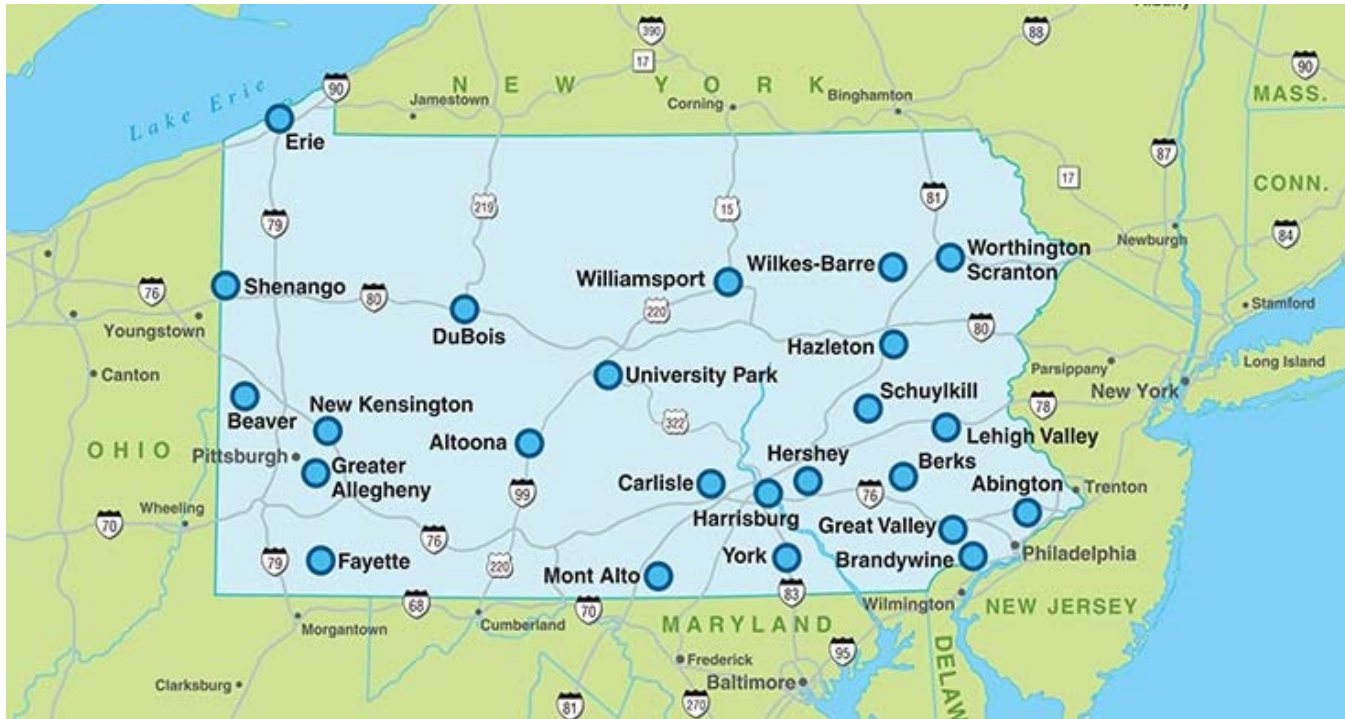 Albany
390
88
17
90
NEW YORK
Lake Erie
90
Jamestown
Corning
Binghamton
MASS.
Erie
87
CONN.
17
219
15
81
79
84
Newburgh
Worthington
Scranton
Wilkes-Barre
Williamsport
Shenango
76
80
220
Stamford
Youngstown
DuBois
80
Hazleton
Long Island
Canton
University Park
Parsippany
New York
Beaver
New Kensington
Schuylkill
78
322
OHIO
Pittsburgh
Altoona
Lehigh Valley
Greater
Allegheny
Hershey
Berks
Carlisle
99
76
Abington
Trenton
Wheeling
70
Harrisburg
Great Valley
76
Philadelphia
79
Fayette
220
Mont Alto
York
Brandywine
83
68
70
Wilmington
NEW JERSEY
Morgantown
Cumberland
MARYLAND
95
Frederick
Clarksburg
Baltimore
81
270
DELAW